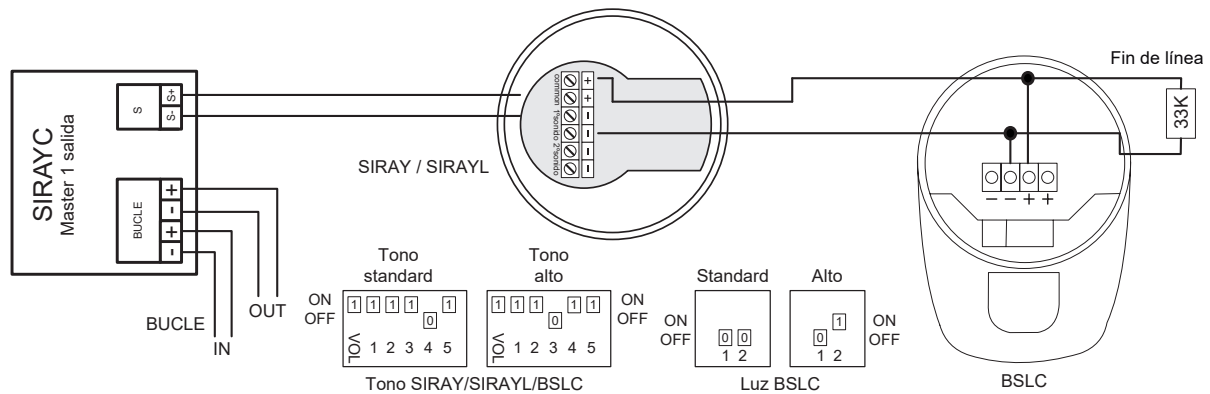 SIRAYC
Master 1 salida
S
S+
S-
BUCLE
+
-
+
-
BUCLE
OUT
IN
SIRAY / SIRAYL
common
1ºsonido
2ºsonido
+
+
−
−
−
−
Fin de línea
33K
− − + +
BSLC
Tono
standard
ON
OFF
1 1 1 1 0 1
VOL 1 2 3 4 5
Tono
alto
1 1 1 0 1 1
VOL 1 2 3 4 5
ON
OFF
Tono SIRAY/SIRAYL/BSLC
Standard
ON
OFF
0 0
1 2
Alto
0 1
1 2
ON
OFF
Luz BSLC